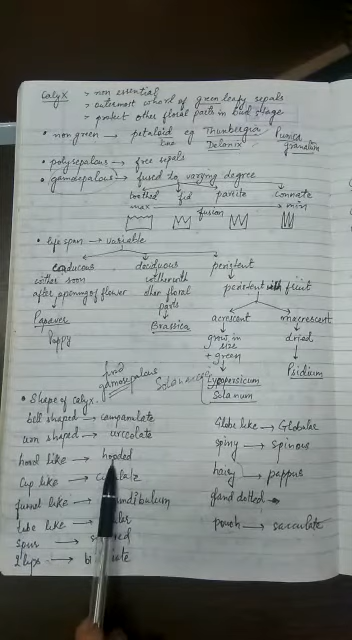 Calyx > non essential
> outermost whorl of green leafy sepals
> protect other floral parts in bud stage
• non green → petaloid eg Thunbergia Punica
Delonix granatum
• polysepalous → free sepals
• gamosepalous → fused to varying degree
toothed fid partite connate
max → min
fusion
• life span → variable
caducous deciduous persistent
wither soon wither with persistent with fruit
after opening of flower other floral
parts
Papaver Brassica accrescent marcescent
Poppy grow in dried
size
+ green Psidium
Solanaceae Lycopersicum
Solanum
find
gamosepalous
• Shape of calyx.
bell shaped → campanulate Globe like → Globular
urn shaped → urceolate spiny → spinous
hood like → hooded hairy → pappus
cup like → gland dotted →
funnel like → pouch → sacculate
tube like →
spur →
2 lips →